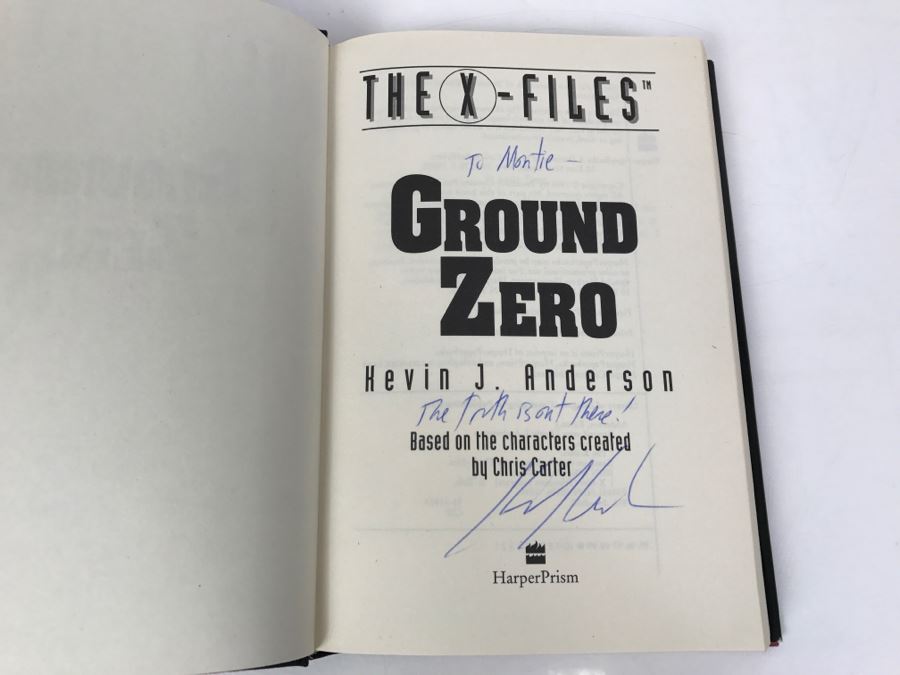 THE X-FILES™
To Montie —
GROUND
ZERO
Kevin J. Anderson
The Truth is out there!
Based on the characters created
by Chris Carter
HarperPrism